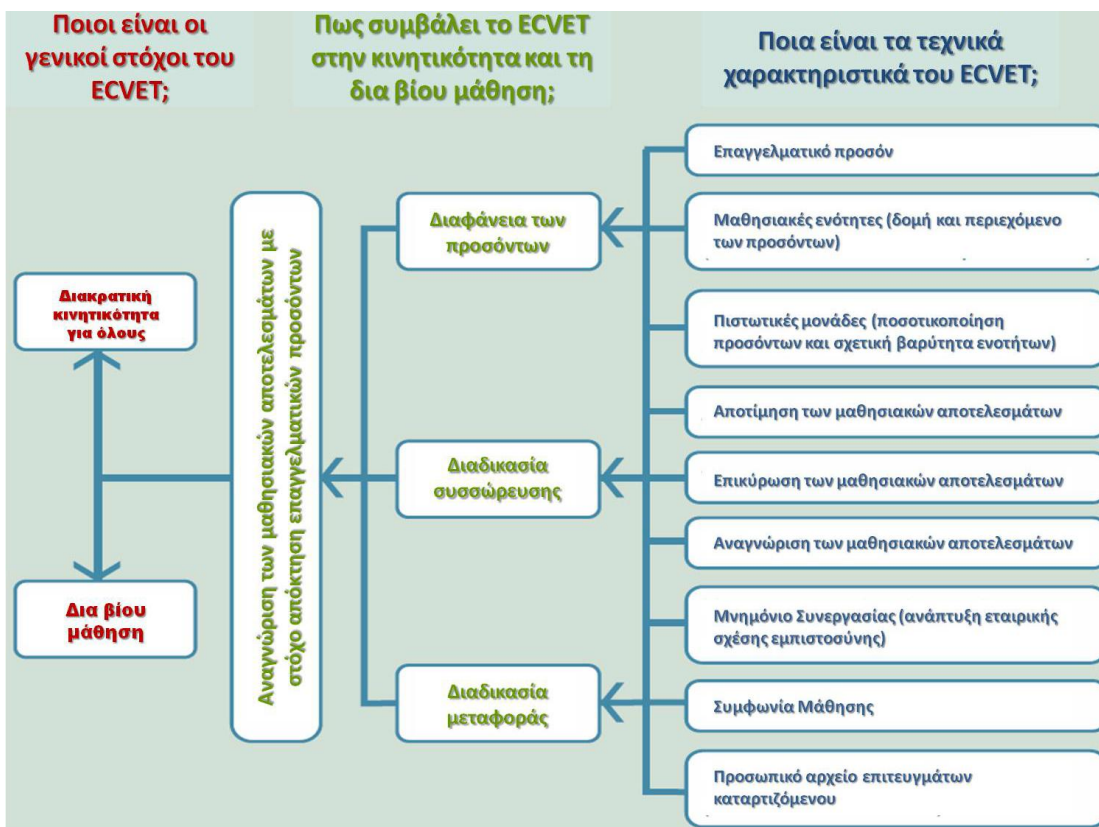 Ποιοι είναι οι
γενικοί στόχοι του
ECVET;
Πως συμβάλει το ECVET
στην κινητικότητα και τη
δια βίου μάθηση;
Ποια είναι τα τεχνικά
χαρακτηριστικά του ECVET;
Διακρατική
κινητικότητα
για όλους
Δια βίου
μάθηση
Αναγνώριση των μαθησιακών αποτελεσμάτων με
στόχο απόκτηση επαγγελματικών προσόντων
Διαφάνεια των
προσόντων
Διαδικασία
συσσώρευσης
Διαδικασία
μεταφοράς
Επαγγελματικό προσόν
Μαθησιακές ενότητες (δομή και περιεχόμενο
των προσόντων)
Πιστωτικές μονάδες (ποσοτικοποίηση
προσόντων και σχετική βαρύτητα ενοτήτων)
Αποτίμηση των μαθησιακών αποτελεσμάτων
Επικύρωση των μαθησιακών αποτελεσμάτων
Αναγνώριση των μαθησιακών αποτελεσμάτων
Μνημόνιο Συνεργασίας (ανάπτυξη εταιρικής
σχέσης εμπιστοσύνης)
Συμφωνία Μάθησης
Προσωπικό αρχείο επιτευγμάτων
καταρτιζόμενου